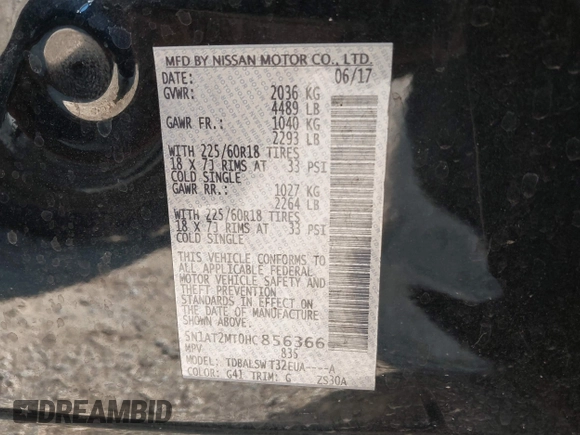 MFD BY NISSAN MOTOR CO., LTD.
DATE: 06/17
GVWR: 2036 KG
4489 LB
GAWR FR.: 1040 KG
2293 LB
WITH 225/60R18 TIRES
18 X 7J RIMS AT 33 PSI
COLD SINGLE
GAWR RR.: 1027 KG
2264 LB
WITH 225/60R18 TIRES
18 X 7J RIMS AT 33 PSI
COLD SINGLE
THIS VEHICLE CONFORMS TO
ALL APPLICABLE FEDERAL
MOTOR VEHICLE SAFETY AND
THEFT PREVENTION
STANDARDS IN EFFECT ON
THE DATE OF MANUFACTURE
SHOWN ABOVE.
5N1AT2MT0HC856366
MPV 835
MODEL: TDBALSWT32EUA----A
COLOR: G41 TRIM: G ZS30A
DREAMBID